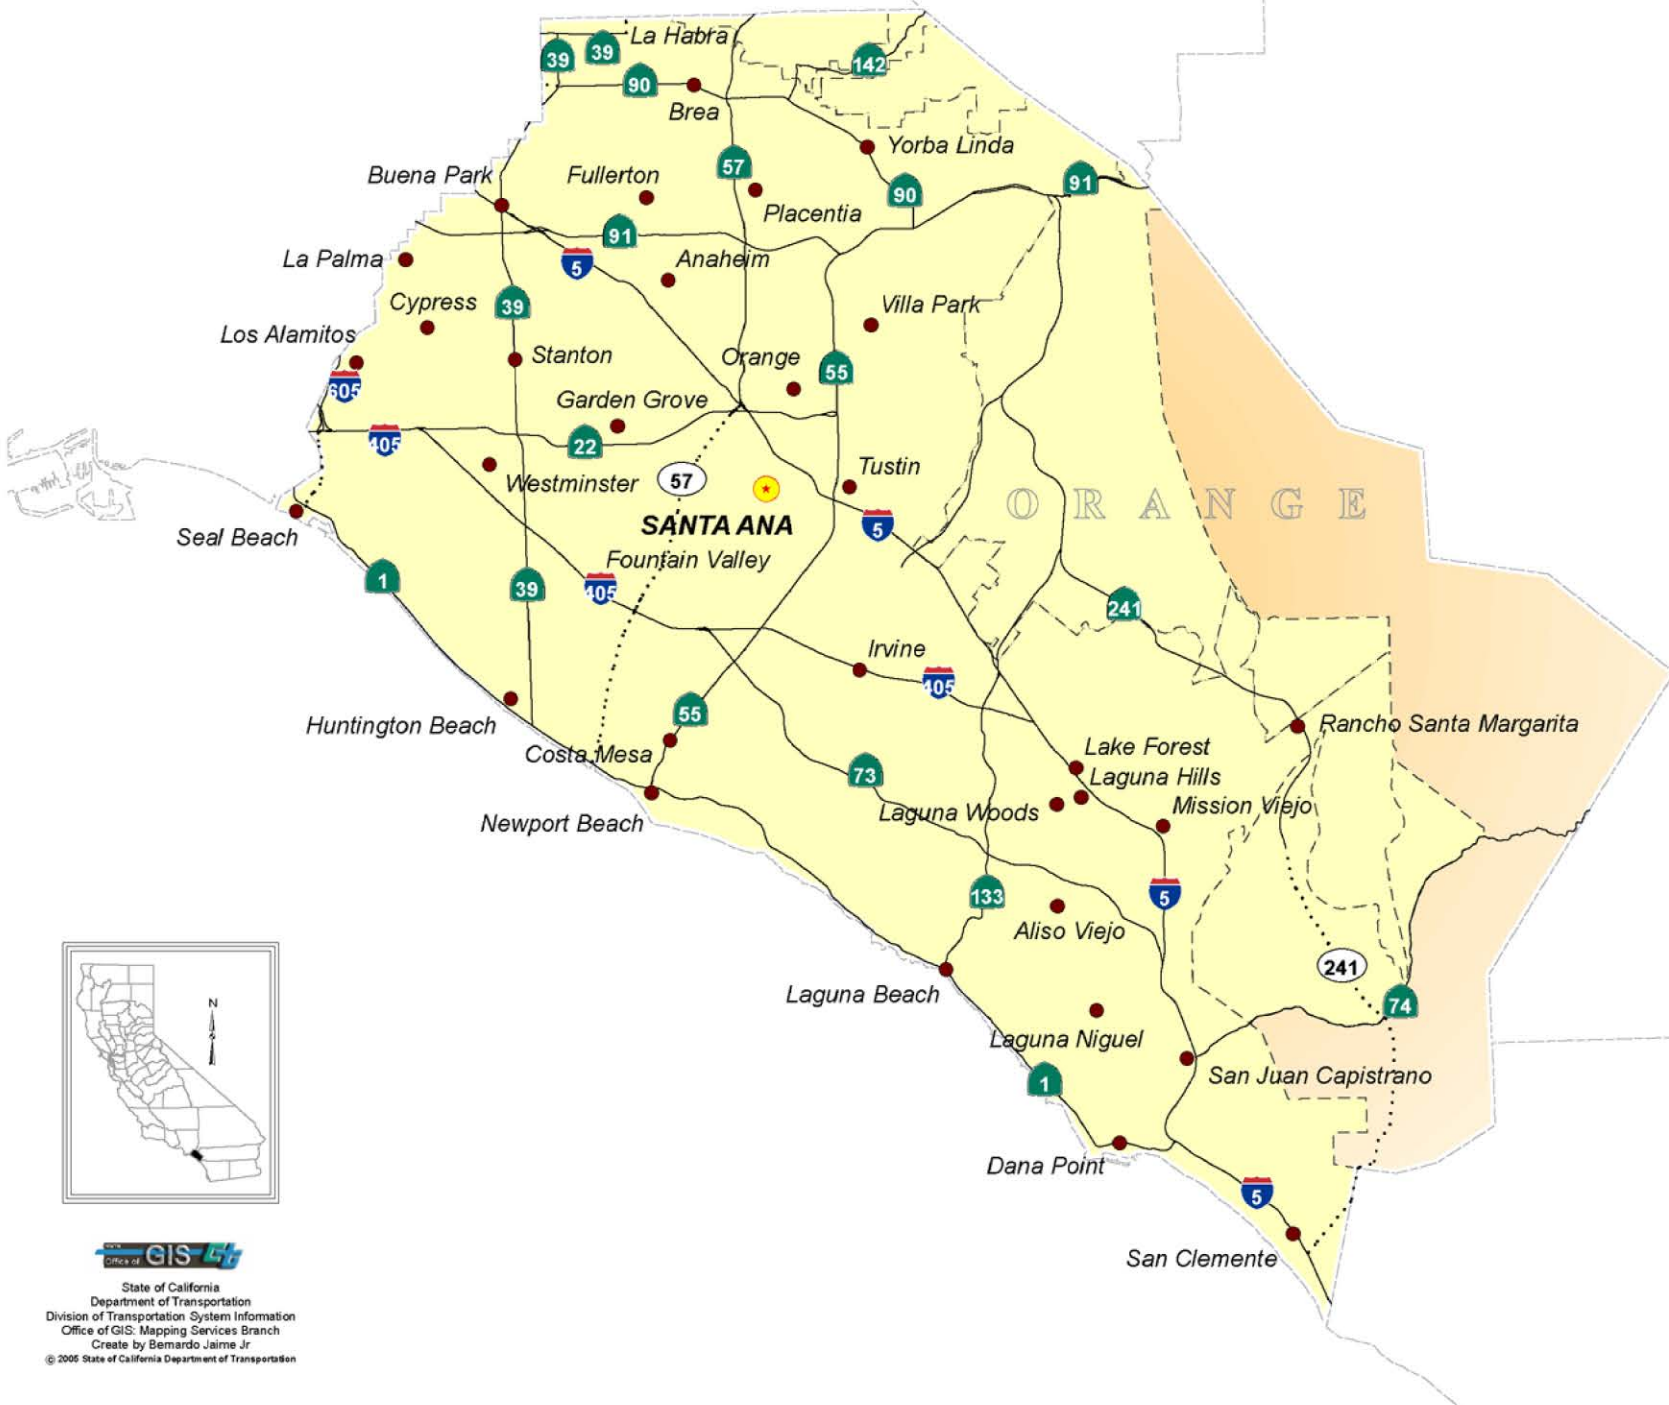 La Habra
39
39
142
90
Brea
Yorba Linda
57
Buena Park
Fullerton
91
90
Placentia
91
La Palma
5
Anaheim
Cypress
39
Villa Park
Los Alamitos
Stanton
Orange
55
605
Garden Grove
405
22
Tustin
Westminster
57
ORANGE
SANTA ANA
5
Seal Beach
Fountain Valley
1
39
405
241
Irvine
405
55
Huntington Beach
Rancho Santa Margarita
Costa Mesa
Lake Forest
73
Laguna Hills
Laguna Woods
Mission Viejo
Newport Beach
133
5
Aliso Viejo
241
Laguna Beach
74
N
Laguna Niguel
1
San Juan Capistrano
Dana Point
5
San Clemente
Office of GIS
State of California
Department of Transportation
Division of Transportation System Information
Office of GIS: Mapping Services Branch
Create by Bernardo Jaime Jr
© 2005 State of California Department of Transportation